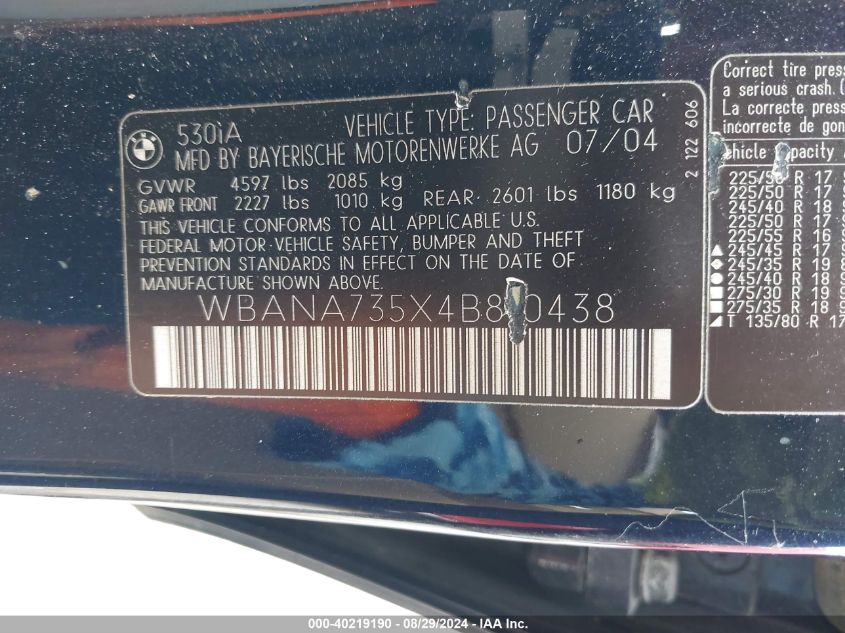 BMW
530iA VEHICLE TYPE: PASSENGER CAR
MFD BY BAYERISCHE MOTORENWERKE AG 07/04
GVWR 4597 lbs 2085 kg
GAWR FRONT 2227 lbs 1010 kg REAR: 2601 lbs 1180 kg
THIS VEHICLE CONFORMS TO ALL APPLICABLE U.S.
FEDERAL MOTOR VEHICLE SAFETY, BUMPER AND THEFT
PREVENTION STANDARDS IN EFFECT ON THE DATE OF
MANUFACTURE SHOWN ABOVE.
2 122 606
Correct tire press
a serious crash.(
La correcte press
incorrecte de gon
225/50 R 17
225/50 R 17
245/40 R 18
225/50 R 17
225/55 R 16
245/45 R 17
245/35 R 19
245/40 R 18
275/30 R 19
275/35 R 18
T 135/80 R 17
000-40219190 - 08/29/2024 - IAA Inc.